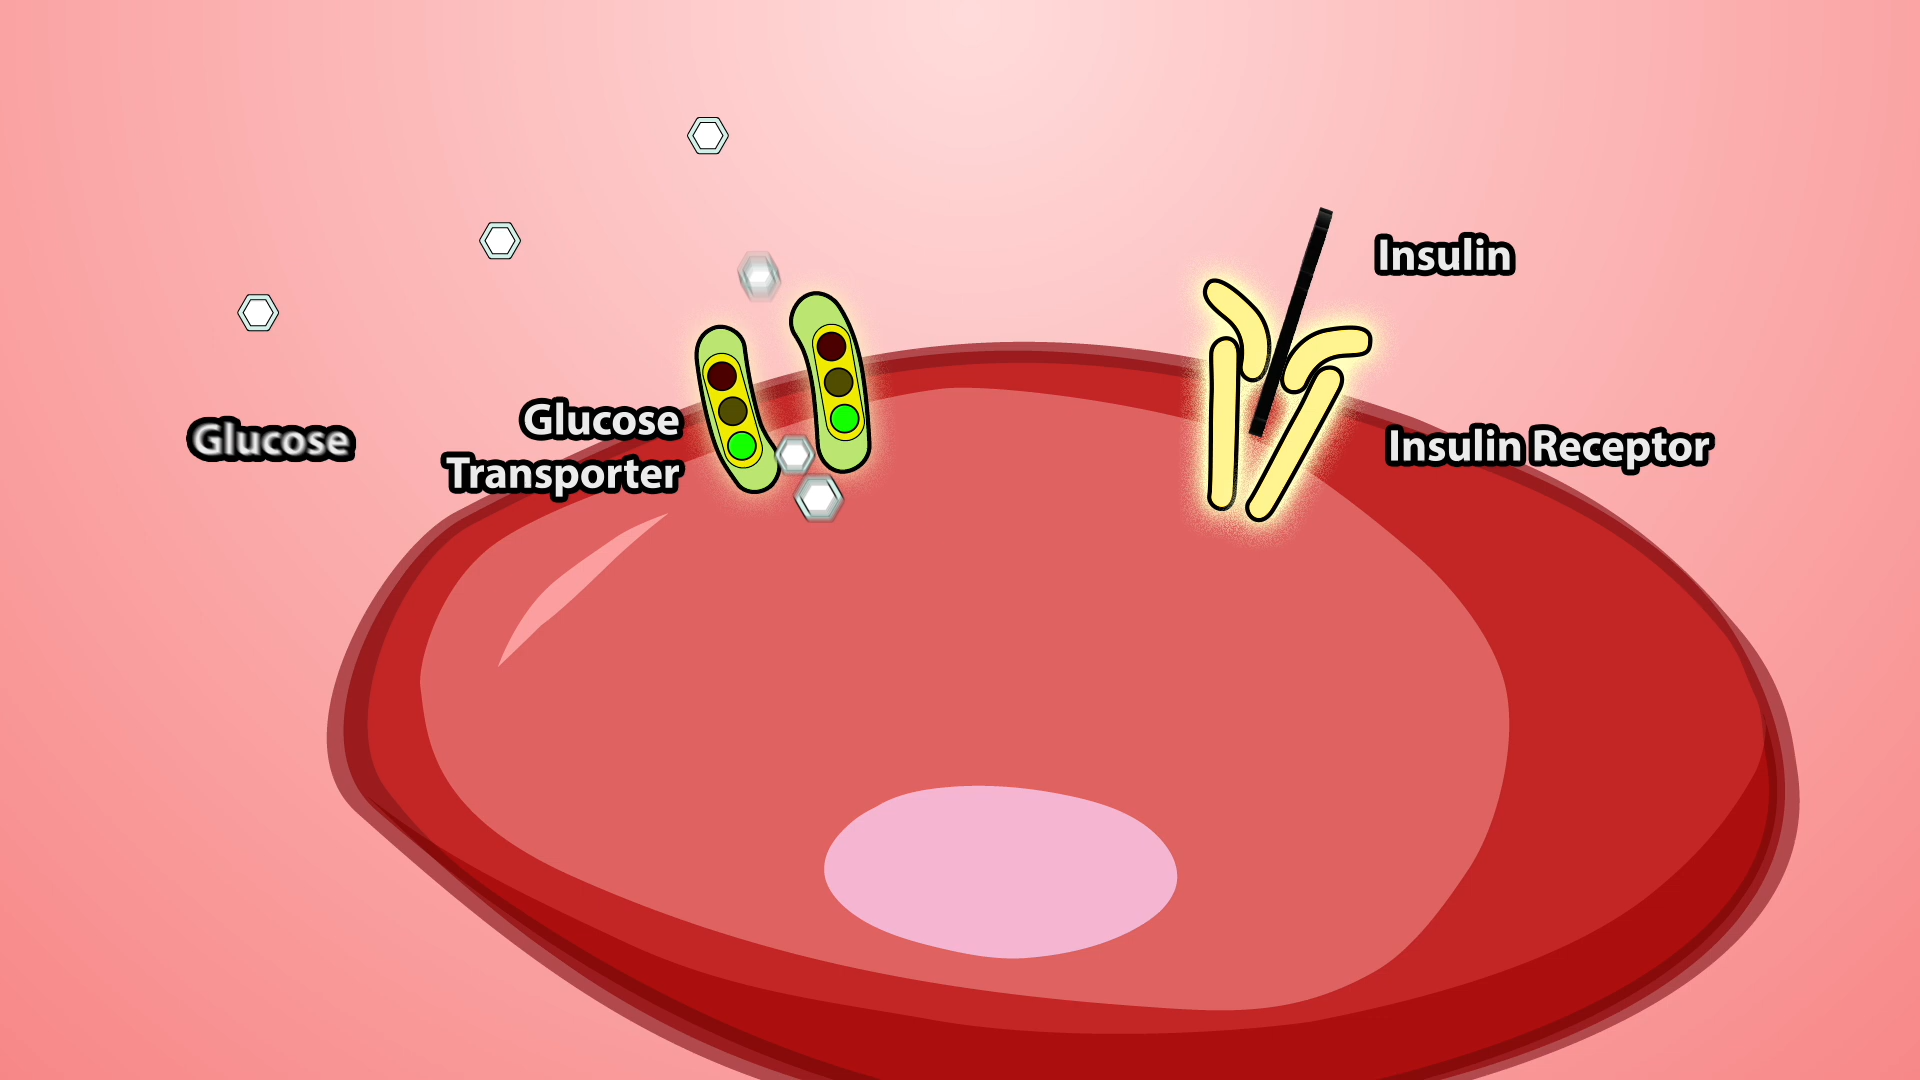 Insulin
Glucose
Glucose
Transporter
Insulin Receptor